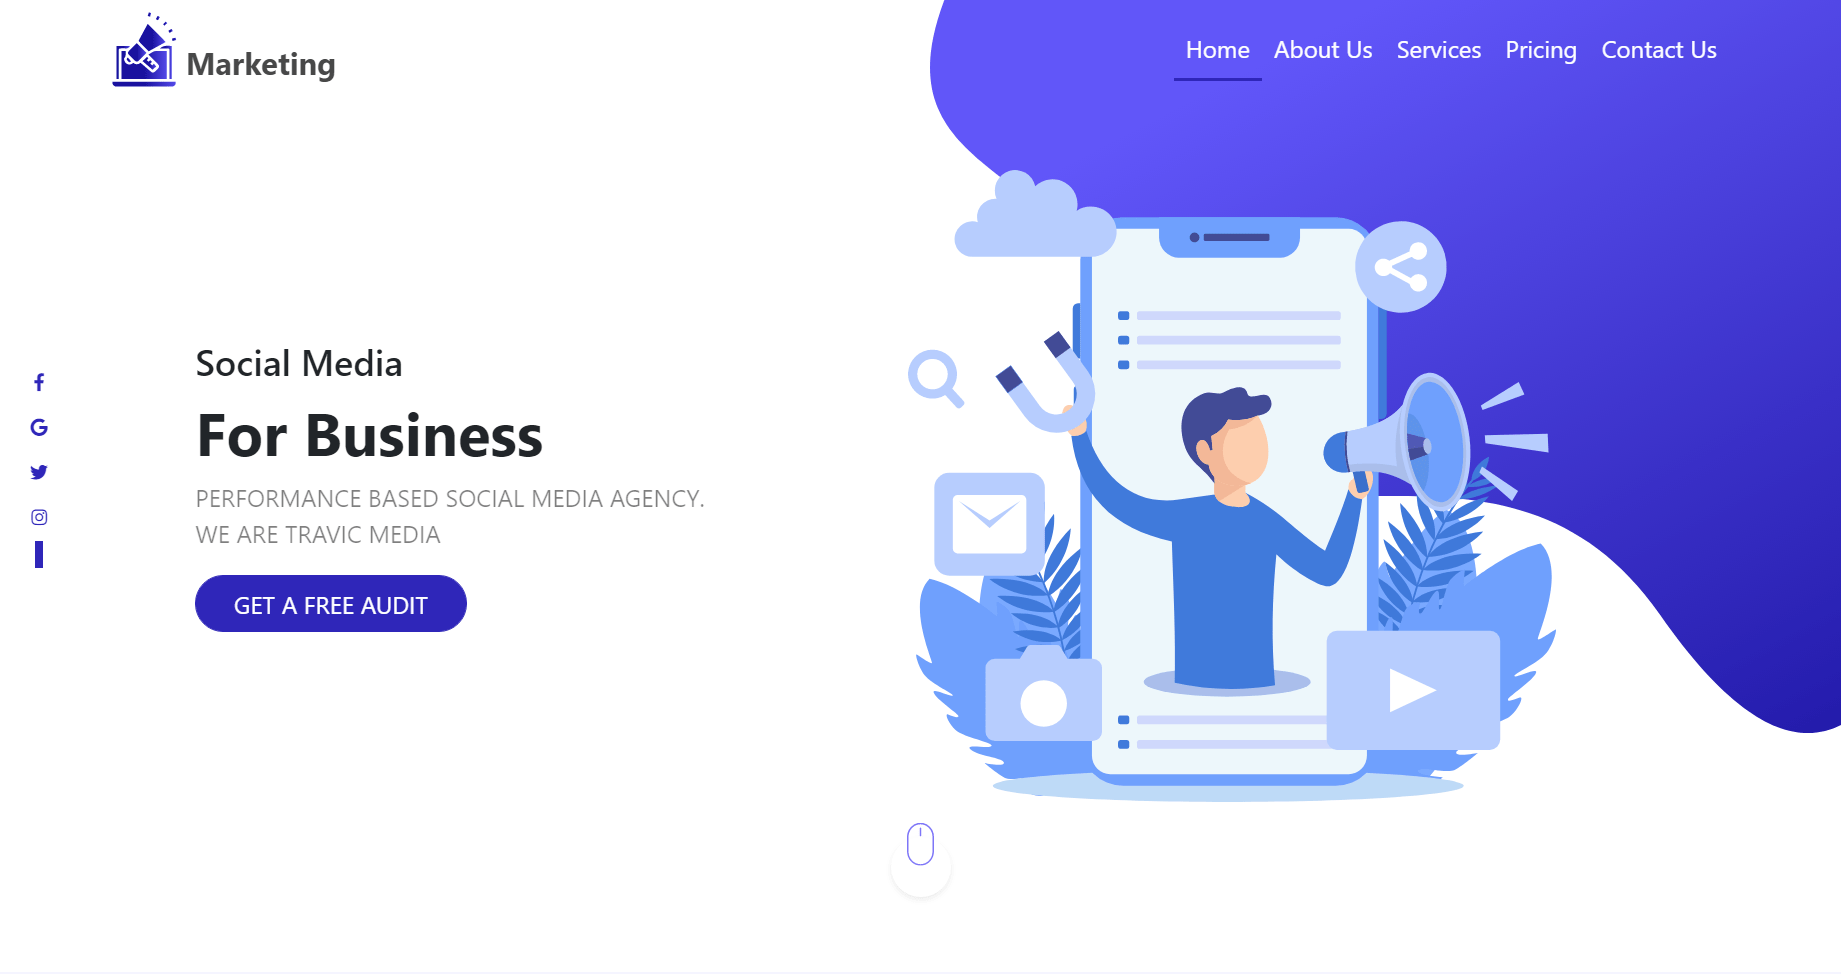 Marketing
Home About Us Services Pricing Contact Us
Social Media
For Business
PERFORMANCE BASED SOCIAL MEDIA AGENCY.
WE ARE TRAVIC MEDIA
GET A FREE AUDIT